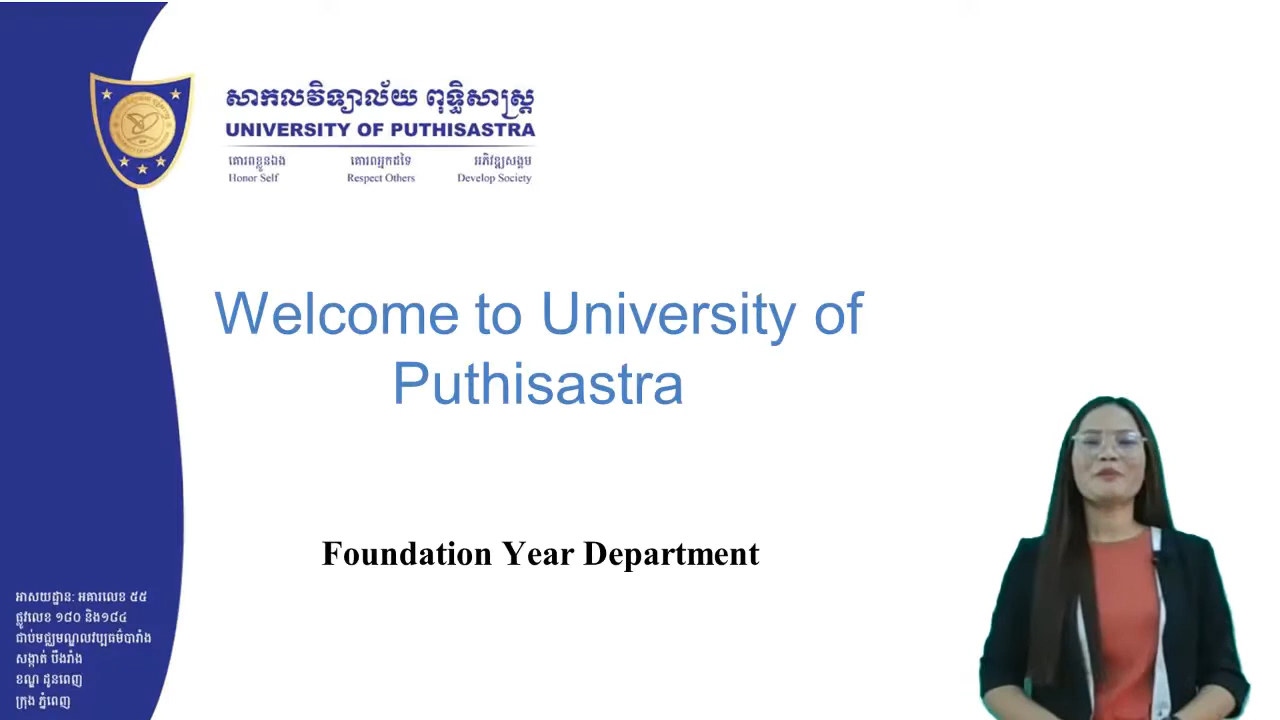 សាកលវិទ្យាល័យ ពុទ្ធិសាស្ត្រ
UNIVERSITY OF PUTHISASTRA
គោរពខ្លួនឯង គោរពអ្នកដទៃ អភិវឌ្ឍសង្គម
Honor Self Respect Others Develop Society
Welcome to University of
Puthisastra
Foundation Year Department
អាសយដ្ឋាន: អគារលេខ ៥៥
ផ្លូវលេខ ១៨០ និង១៨៤
ជាប់មជ្ឈមណ្ឌលវប្បធម៌បារាំង
សង្កាត់ បឹងរាំង
ខណ្ឌ ដូនពេញ
ក្រុង ភ្នំពេញ